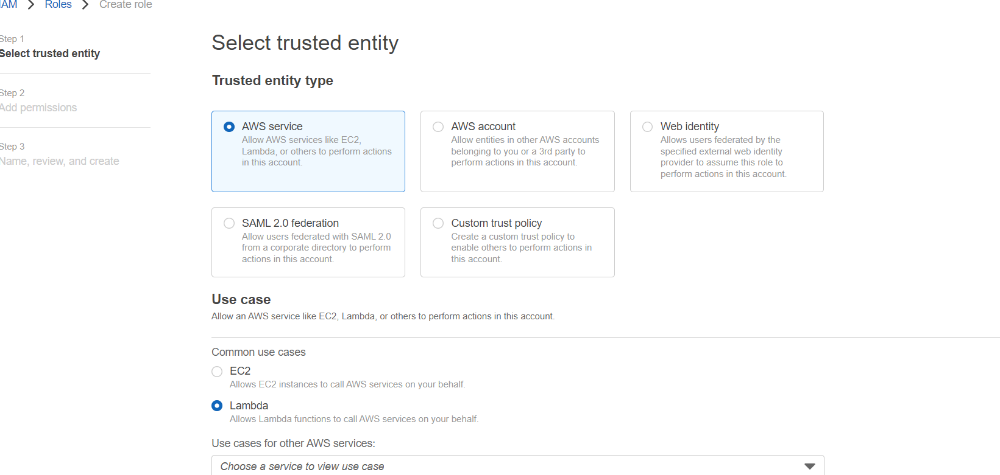 IAM > Roles > Create role
Step 1
Select trusted entity
Step 2
Add permissions
Step 3
Name, review, and create
Select trusted entity
Trusted entity type
AWS service
Allow AWS services like EC2,
Lambda, or others to perform actions
in this account.
AWS account
Allow entities in other AWS accounts
belonging to you or a 3rd party to
perform actions in this account.
Web identity
Allows users federated by the
specified external web identity
provider to assume this role to
perform actions in this account.
SAML 2.0 federation
Allow users federated with SAML 2.0
from a corporate directory to perform
actions in this account.
Custom trust policy
Create a custom trust policy to
enable others to perform actions in
this account.
Use case
Allow an AWS service like EC2, Lambda, or others to perform actions in this account.
Common use cases
EC2
Allows EC2 instances to call AWS services on your behalf.
Lambda
Allows Lambda functions to call AWS services on your behalf.
Use cases for other AWS services:
Choose a service to view use case